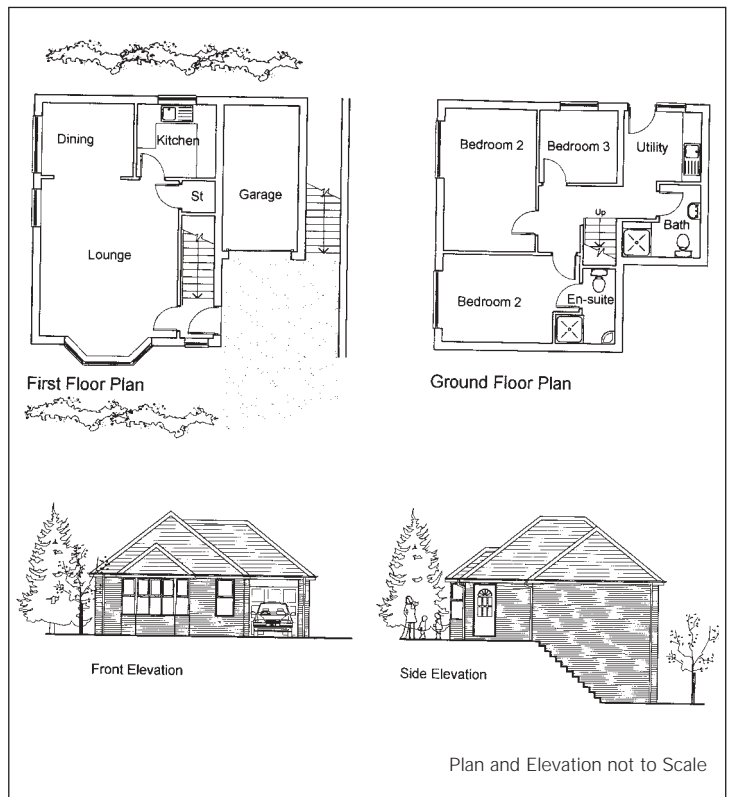 Dining
Kitchen
St
Garage
Lounge
First Floor Plan
Bedroom 2
Bedroom 3
Utility
Up
Bath
Bedroom 2
En-suite
Ground Floor Plan
Front Elevation
Side Elevation
Plan and Elevation not to Scale